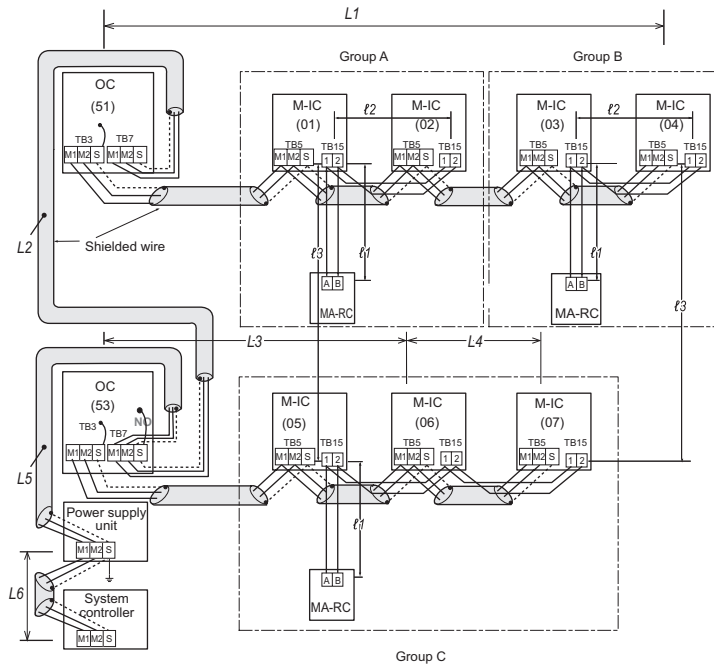 L1
Group A
Group B
OC
(51)
TB3
TB7
M1 M2 S
M1 M2 S
M-IC
(01)
TB5
TB15
M1 M2 S
1 2
ℓ2
M-IC
(02)
TB5
TB15
M1 M2 S
1 2
M-IC
(03)
TB5
TB15
M1 M2 S
1 2
ℓ2
M-IC
(04)
TB5
TB15
M1 M2 S
1 2
L2
Shielded wire
ℓ3
ℓ1
A B
MA-RC
ℓ1
A B
MA-RC
ℓ3
L3
L4
OC
(53)
NO
TB3
TB7
M1 M2 S
M1 M2 S
M-IC
(05)
TB5
TB15
M1 M2 S
1 2
M-IC
(06)
TB5
TB15
M1 M2 S
1 2
M-IC
(07)
TB5
TB15
M1 M2 S
1 2
L5
Power supply
unit
M1 M2 S
ℓ1
A B
MA-RC
L6
System
controller
M1 M2 S
Group C